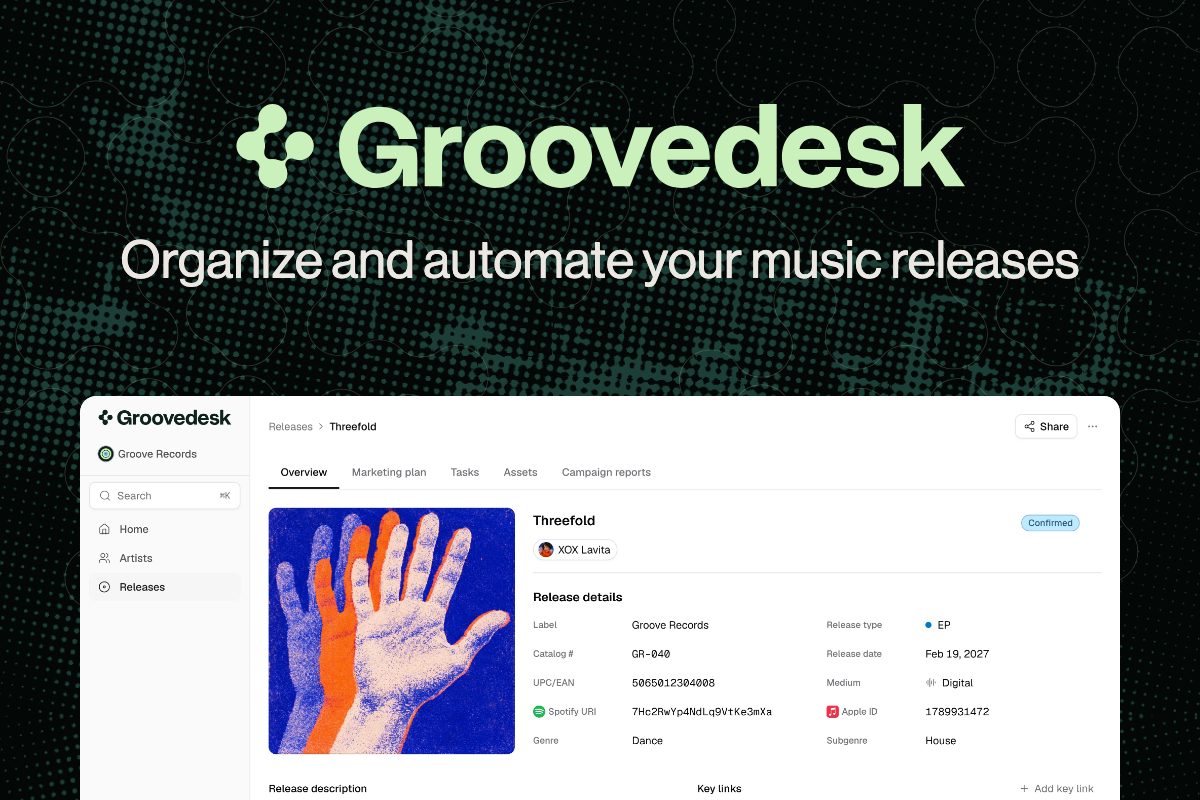 Groovedesk
Organize and automate your music releases
Groovedesk
Groove Records
Search ⌘K
Home
Artists
Releases
Releases > Threefold
Share ...
Overview Marketing plan Tasks Assets Campaign reports
Threefold
Confirmed
XOX Lavita
Release details
Label Groove Records Release type EP
Catalog # GR-040 Release date Feb 19, 2027
UPC/EAN 5065012304008 Medium Digital
Spotify URI 7Hc2RwYp4NdLq9VtKe3mXa Apple ID 1789931472
Genre Dance Subgenre House
Release description Key links + Add key link